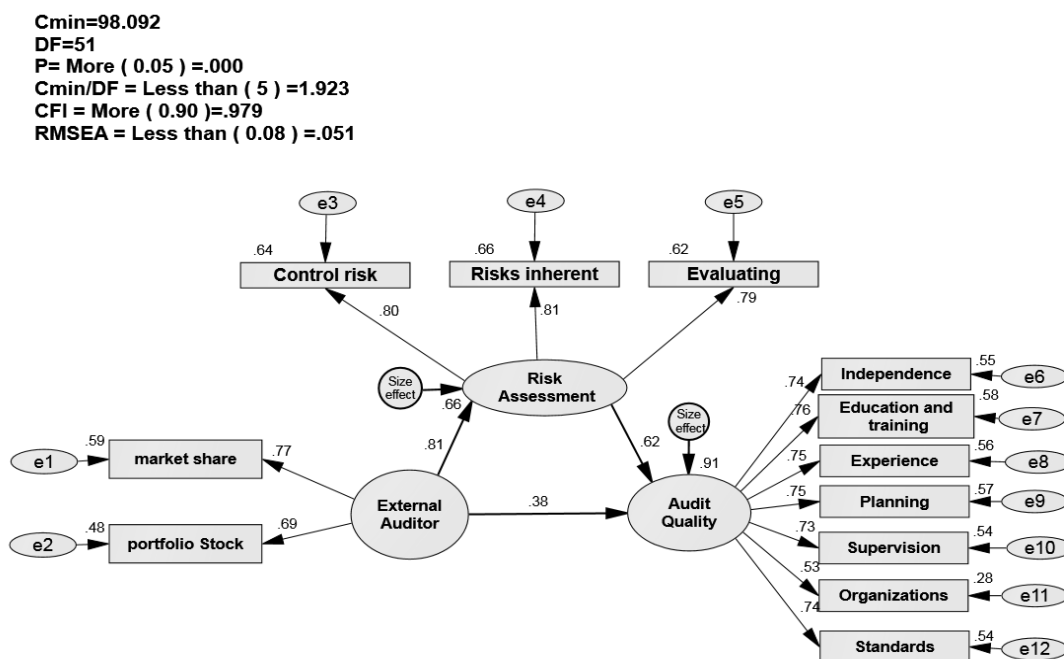 Cmin=98.092
DF=51
P= More ( 0.05 ) =.000
Cmin/DF = Less than ( 5 ) =1.923
CFI = More ( 0.90 )=.979
RMSEA = Less than ( 0.08 ) =.051
e3
e4
e5
.64
Control risk
.66
Risks inherent
.62
Evaluating
.80
.81
.79
Size
effect
.66
Risk
Assessment
.81
.62
Size
effect
.91
e1
.59
market share
.77
e2
.48
portfolio Stock
.69
External
Auditor
.38
Audit
Quality
.74
Independence
.55
e6
.76
Education and
training
.58
e7
.75
Experience
.56
e8
.75
Planning
.57
e9
.73
Supervision
.54
e10
.53
Organizations
.28
e11
.74
Standards
.54
e12